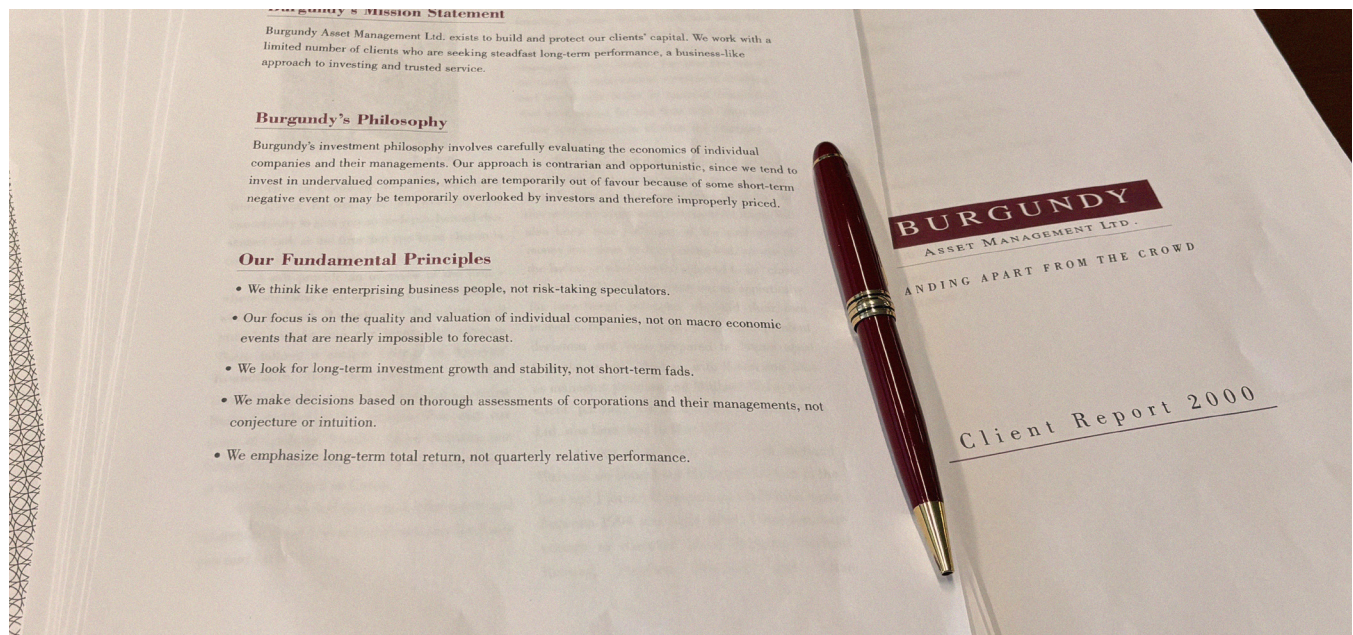 Burgundy's Mission Statement
Burgundy Asset Management Ltd. exists to build and protect our clients' capital. We work with a
limited number of clients who are seeking steadfast long-term performance, a business-like
approach to investing and trusted service.
Burgundy's Philosophy
Burgundy's investment philosophy involves carefully evaluating the economics of individual
companies and their managements. Our approach is contrarian and opportunistic, since we tend to
invest in undervalued companies, which are temporarily out of favour because of some short-term
negative event or may be temporarily overlooked by investors and therefore improperly priced.
Our Fundamental Principles
• We think like enterprising business people, not risk-taking speculators.
• Our focus is on the quality and valuation of individual companies, not on macro economic
events that are nearly impossible to forecast.
• We look for long-term investment growth and stability, not short-term fads.
• We make decisions based on thorough assessments of corporations and their managements, not
conjecture or intuition.
• We emphasize long-term total return, not quarterly relative performance.
BURGUNDY
ASSET MANAGEMENT LTD.
ANDING APART FROM THE CROWD
Client Report 2000